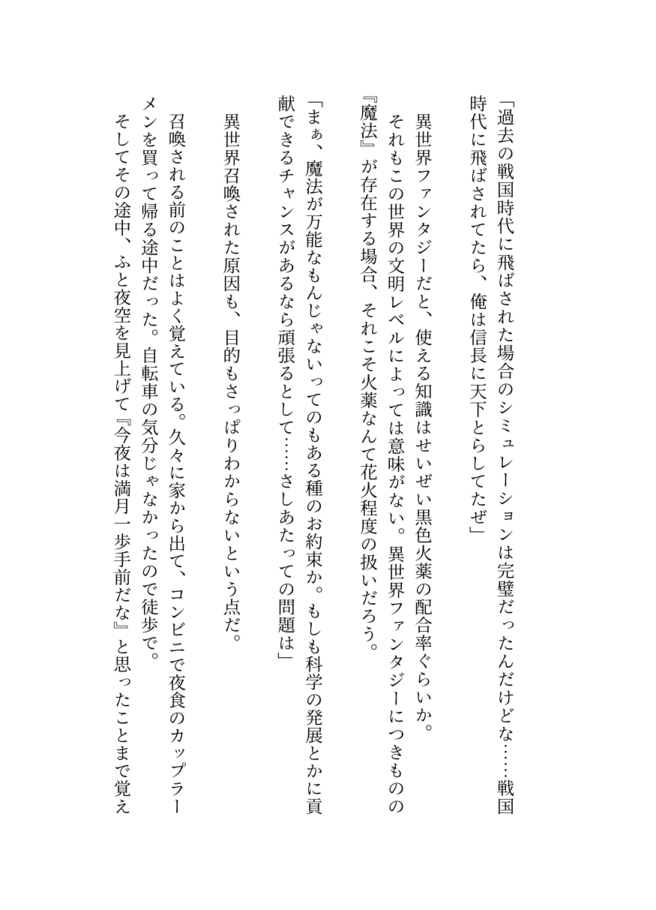 「過去の戦国時代に飛ばされた場合のシミュレーションは完璧だったんだけどな……戦国
時代に飛ばされてたら、俺は信長に天下とらしてたぜ」
異世界ファンタジーだと、使える知識はせいぜい黒色火薬の配合率ぐらいか。
それもこの世界の文明レベルによっては意味がない。異世界ファンタジーにつきものの
『魔法』が存在する場合、それこそ火薬なんて花火程度の扱いだろう。
「まぁ、魔法が万能なもんじゃないってのもある種のお約束か。もしも科学の発展とかに貢
献できるチャンスがあるなら頑張るとして……さしあたっての問題は」
異世界召喚された原因も、目的もさっぱりわからないという点だ。
召喚される前のことはよく覚えている。久々に家から出て、コンビニで夜食のカップラー
メンを買って帰る途中だった。自転車の気分じゃなかったので徒歩で。
そしてその途中、ふと夜空を見上げて『今夜は満月一歩手前だな』と思ったことまで覚え